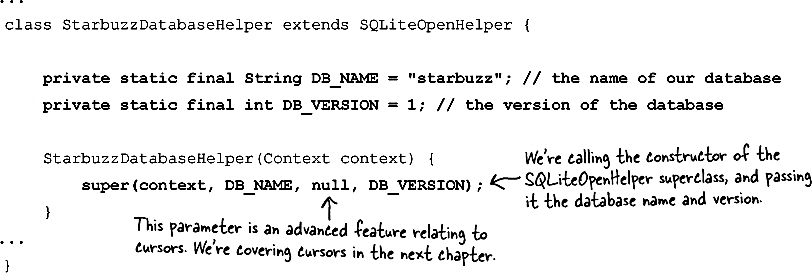 ...
class StarbuzzDatabaseHelper extends SQLiteOpenHelper {
private static final String DB_NAME = "starbuzz"; // the name of our database
private static final int DB_VERSION = 1; // the version of the database
StarbuzzDatabaseHelper(Context context) {
super(context, DB_NAME, null, DB_VERSION);
}
We're calling the constructor of the
SQLiteOpenHelper superclass, and passing
it the database name and version.
This parameter is an advanced feature relating to
cursors. We're covering cursors in the next chapter.
...
}